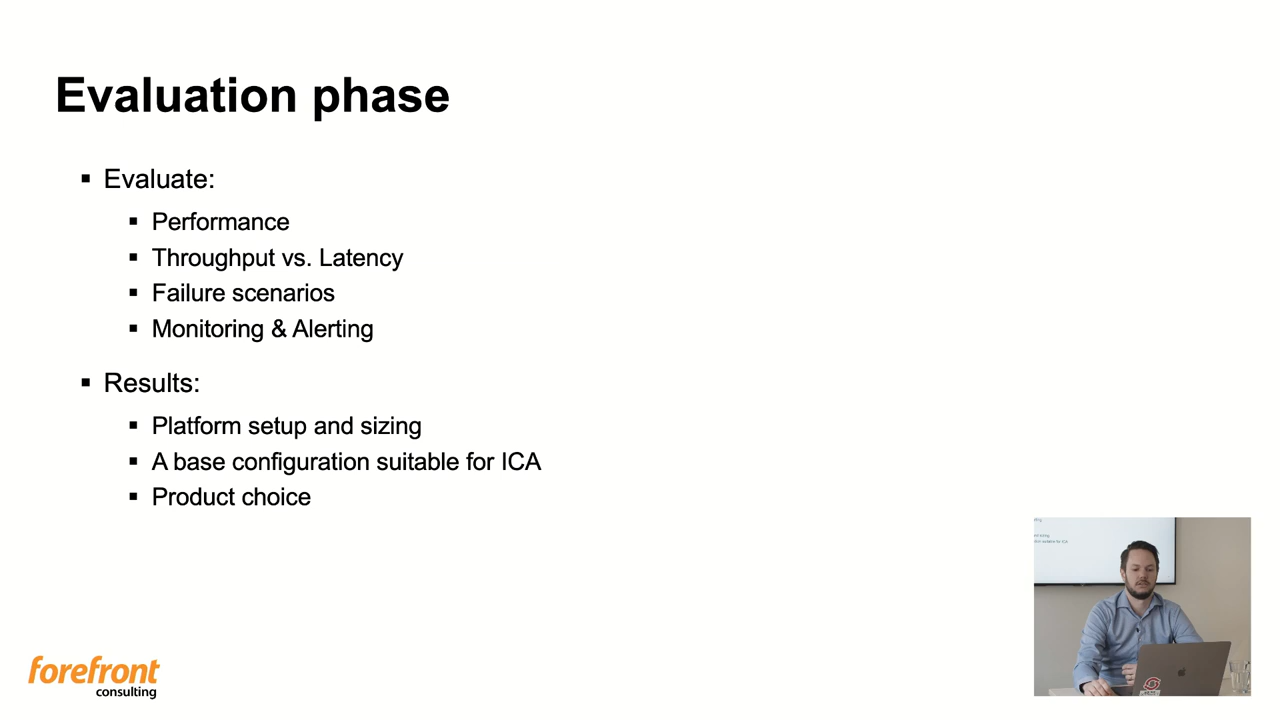 Evaluation phase
▪ Evaluate:
▪ Performance
▪ Throughput vs. Latency
▪ Failure scenarios
▪ Monitoring & Alerting
▪ Results:
▪ Platform setup and sizing
▪ A base configuration suitable for ICA
▪ Product choice
forefront
consulting